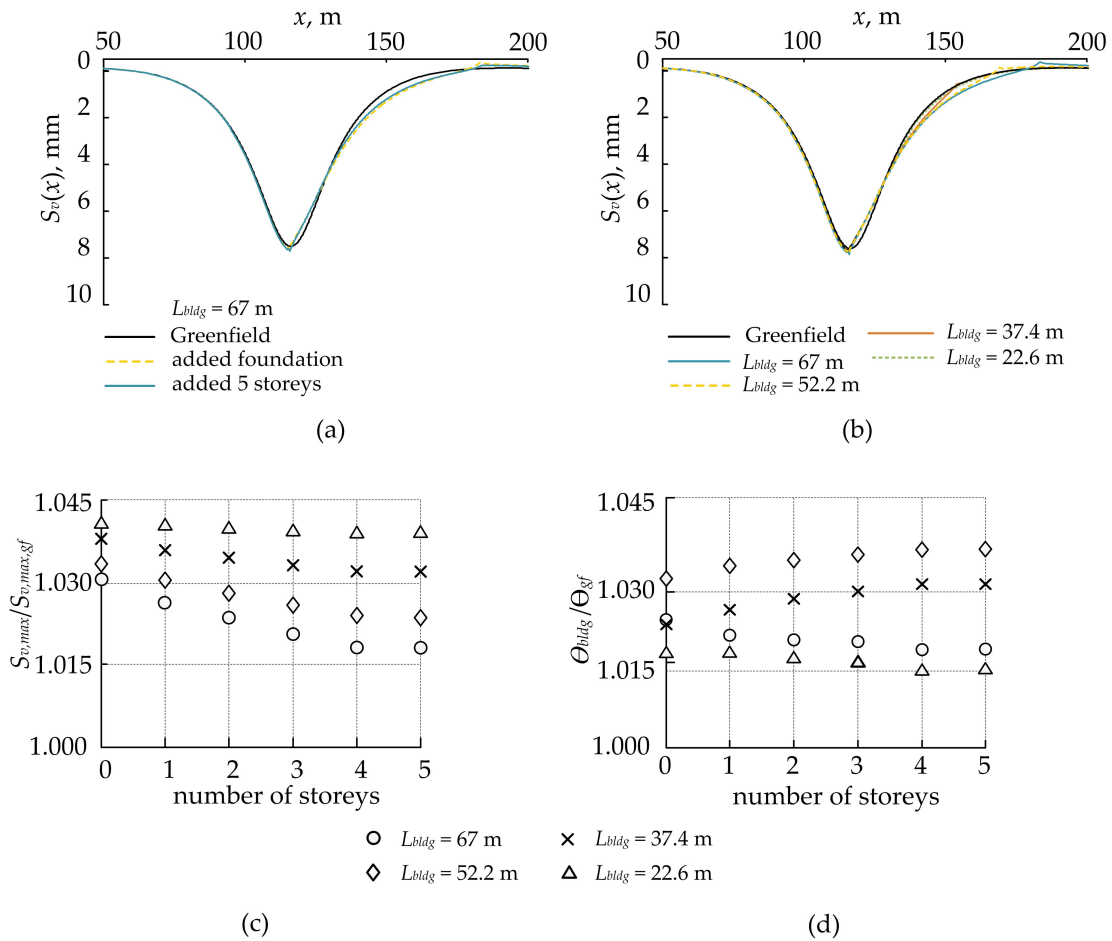 x, m
50 100 150 200
0
2
4
6
8
10
Sv(x), mm
Lbldg = 67 m
Greenfield
added foundation
added 5 storeys
(a)
x, m
50 100 150 200
0
2
4
6
8
10
Sv(x), mm
Greenfield
Lbldg = 67 m
Lbldg = 52.2 m
Lbldg = 37.4 m
Lbldg = 22.6 m
(b)
1.045
1.030
1.015
1.000
Sv,max/Sv,max,gf
0 1 2 3 4 5
number of storeys
1.045
1.030
1.015
1.000
Θbldg/Θgf
0 1 2 3 4 5
number of storeys
Lbldg = 67 m
Lbldg = 37.4 m
Lbldg = 52.2 m
Lbldg = 22.6 m
(c)
(d)